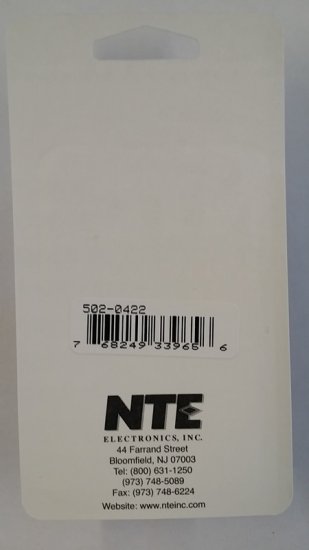 502-0422
7 68249 33966 6
NTE
ELECTRONICS, INC.
44 Farrand Street
Bloomfield, NJ 07003
Tel: (800) 631-1250
(973) 748-5089
Fax: (973) 748-6224
Website: www.nteinc.com